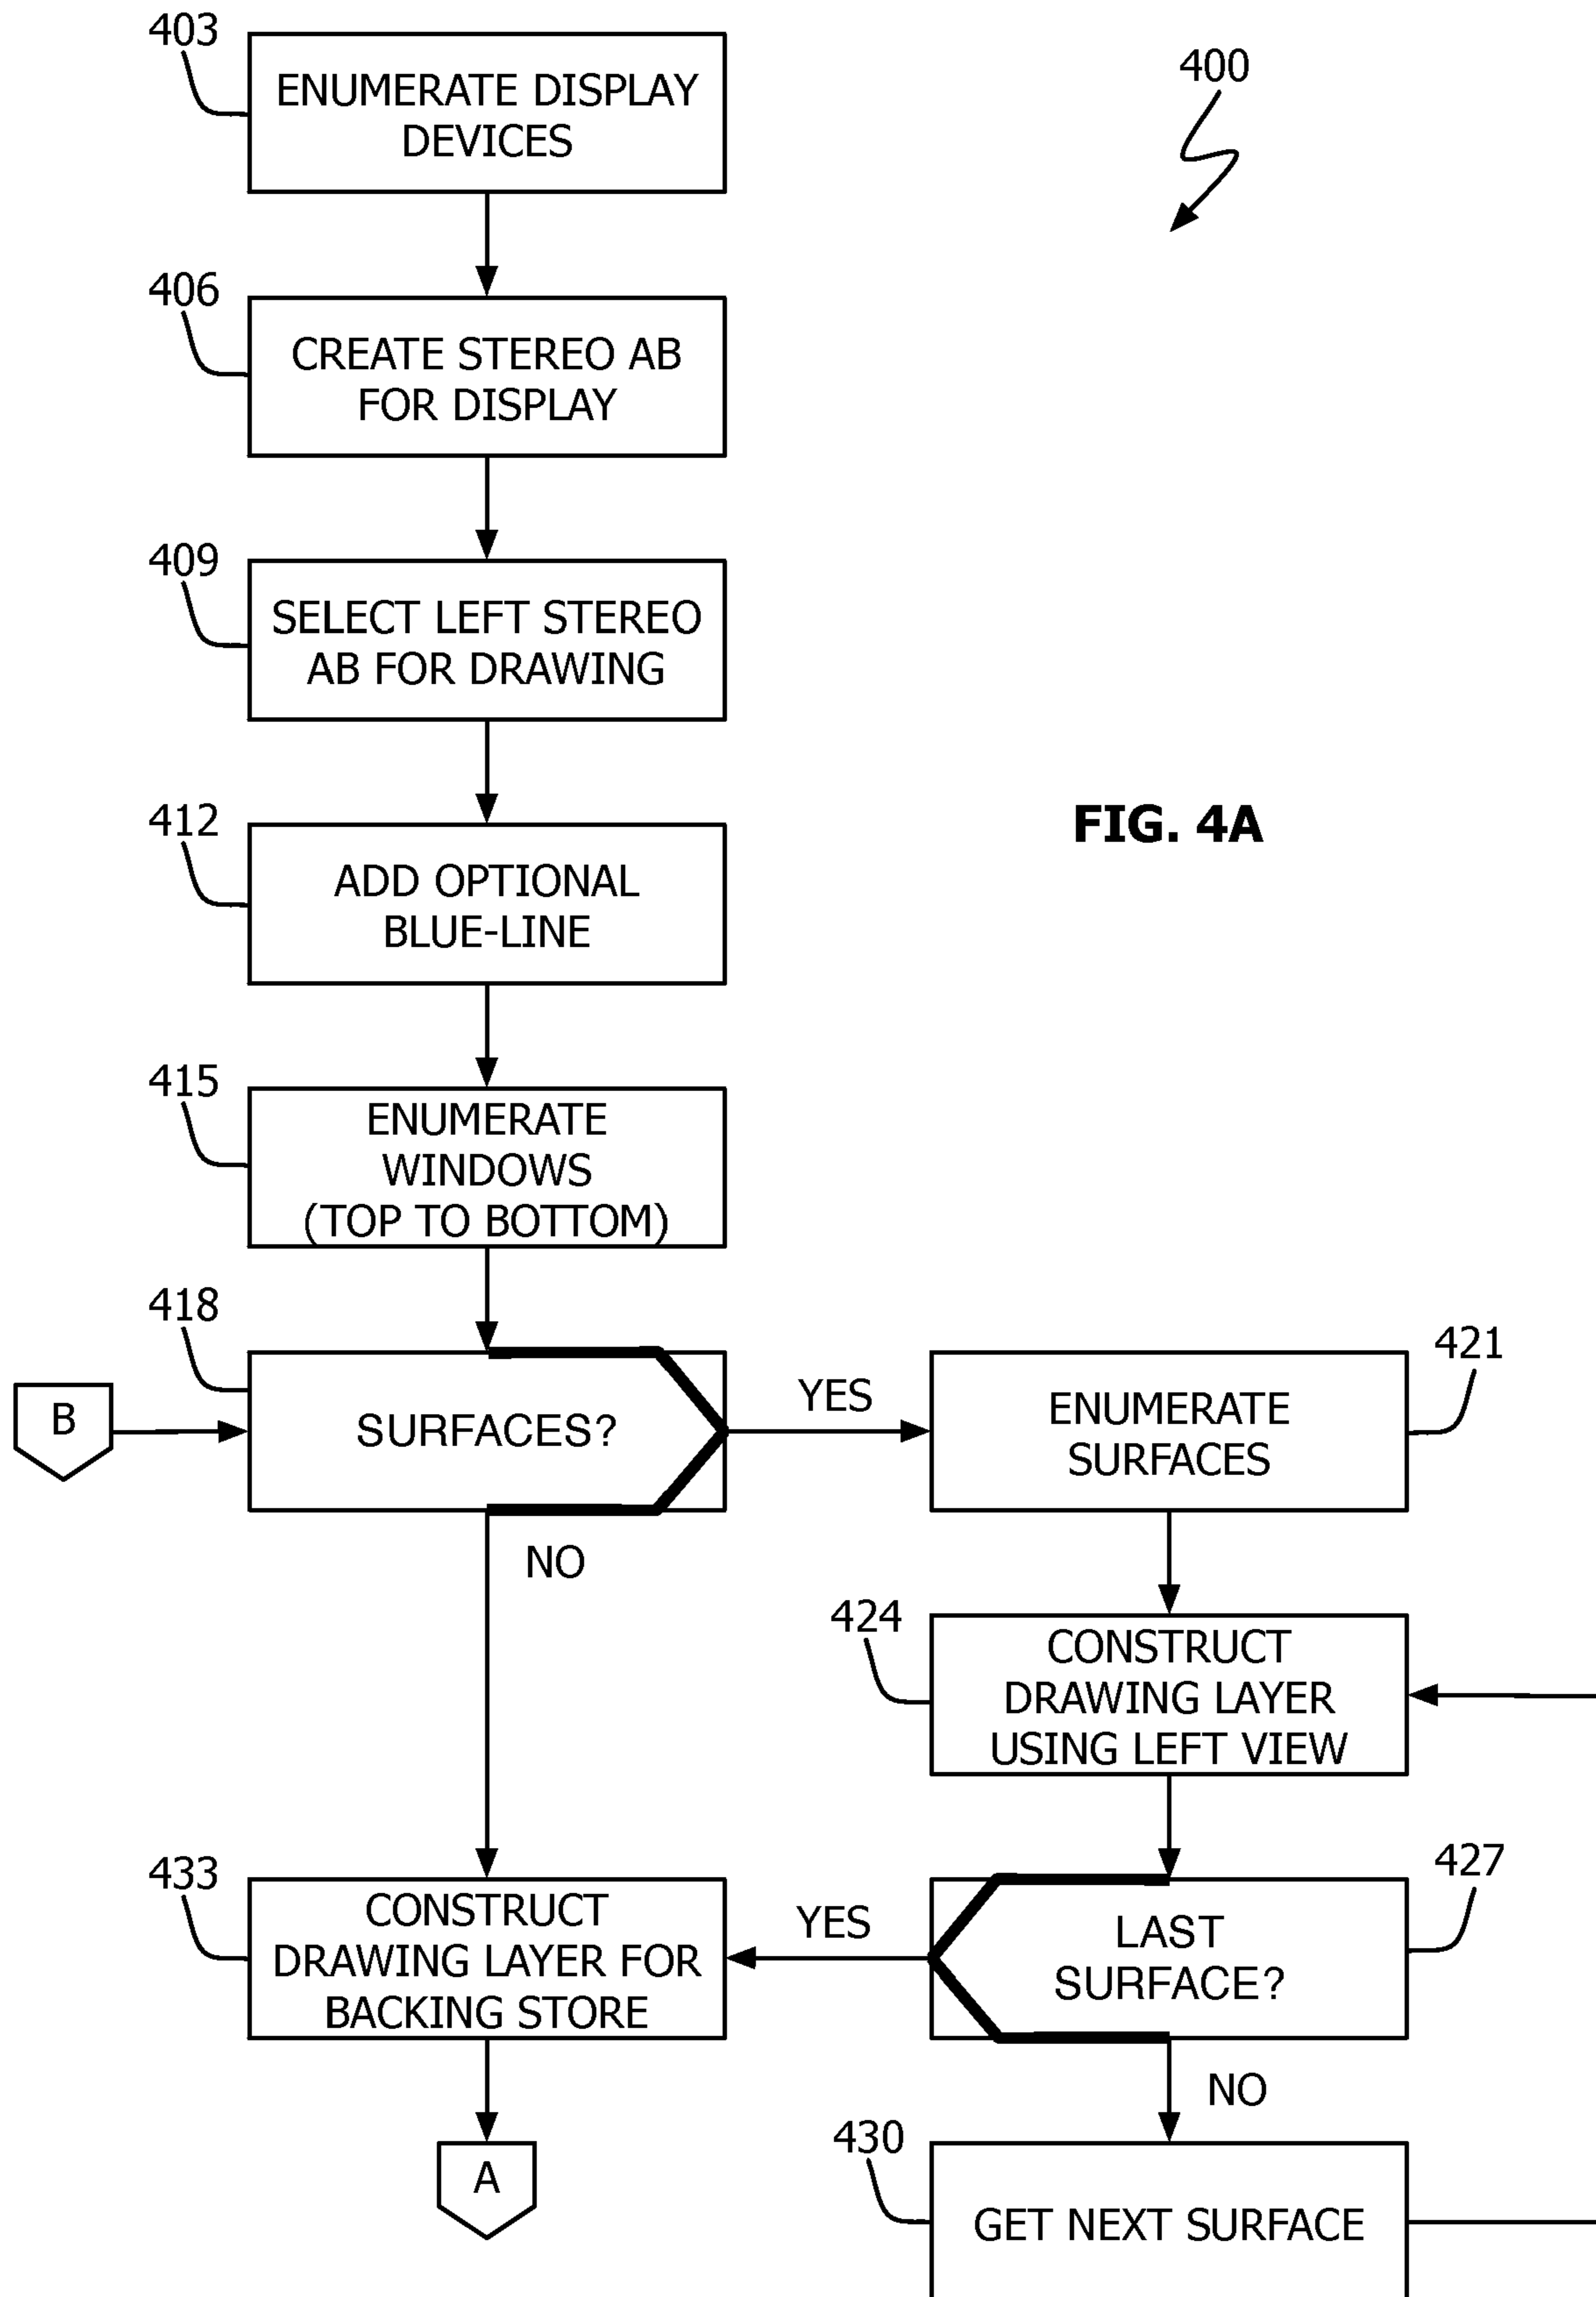 403
ENUMERATE DISPLAY
DEVICES
400
406
CREATE STEREO AB
FOR DISPLAY
409
SELECT LEFT STEREO
AB FOR DRAWING
412
ADD OPTIONAL
BLUE-LINE
FIG. 4A
415
ENUMERATE
WINDOWS
(TOP TO BOTTOM)
418
B
SURFACES?
YES
NO
421
ENUMERATE
SURFACES
424
CONSTRUCT
DRAWING LAYER
USING LEFT VIEW
427
LAST
SURFACE?
YES
NO
433
CONSTRUCT
DRAWING LAYER FOR
BACKING STORE
A
430
GET NEXT SURFACE